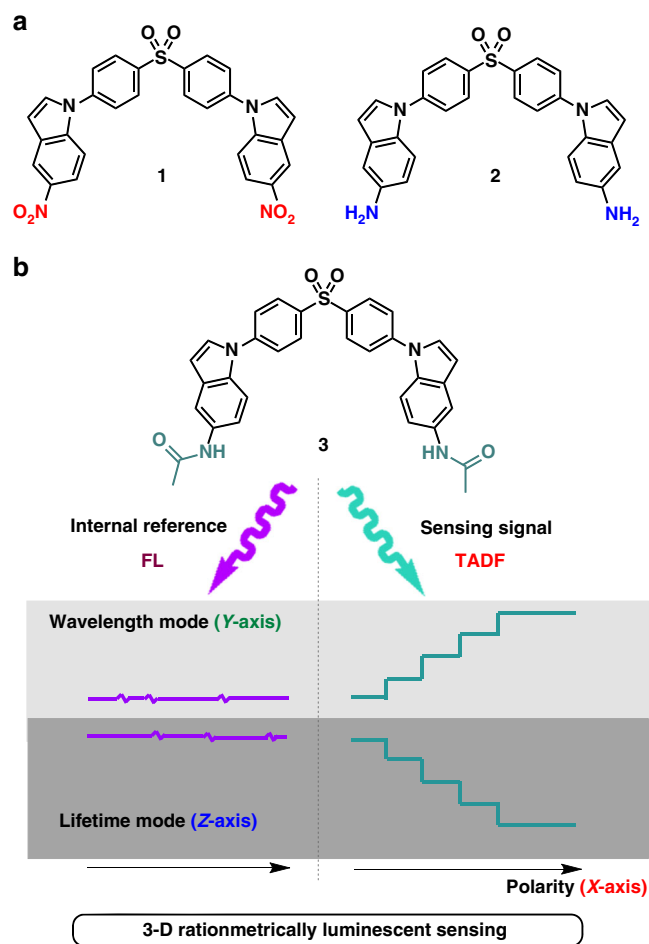 a
O O
S
N N
1
O₂N NO₂
O O
S
N N
2
H₂N NH₂
b
O O
S
N N
O NH
3
HN O
Internal reference
FL
Sensing signal
TADF
Wavelength mode (Y-axis)
Lifetime mode (Z-axis)
Polarity (X-axis)
3-D rationmetrically luminescent sensing